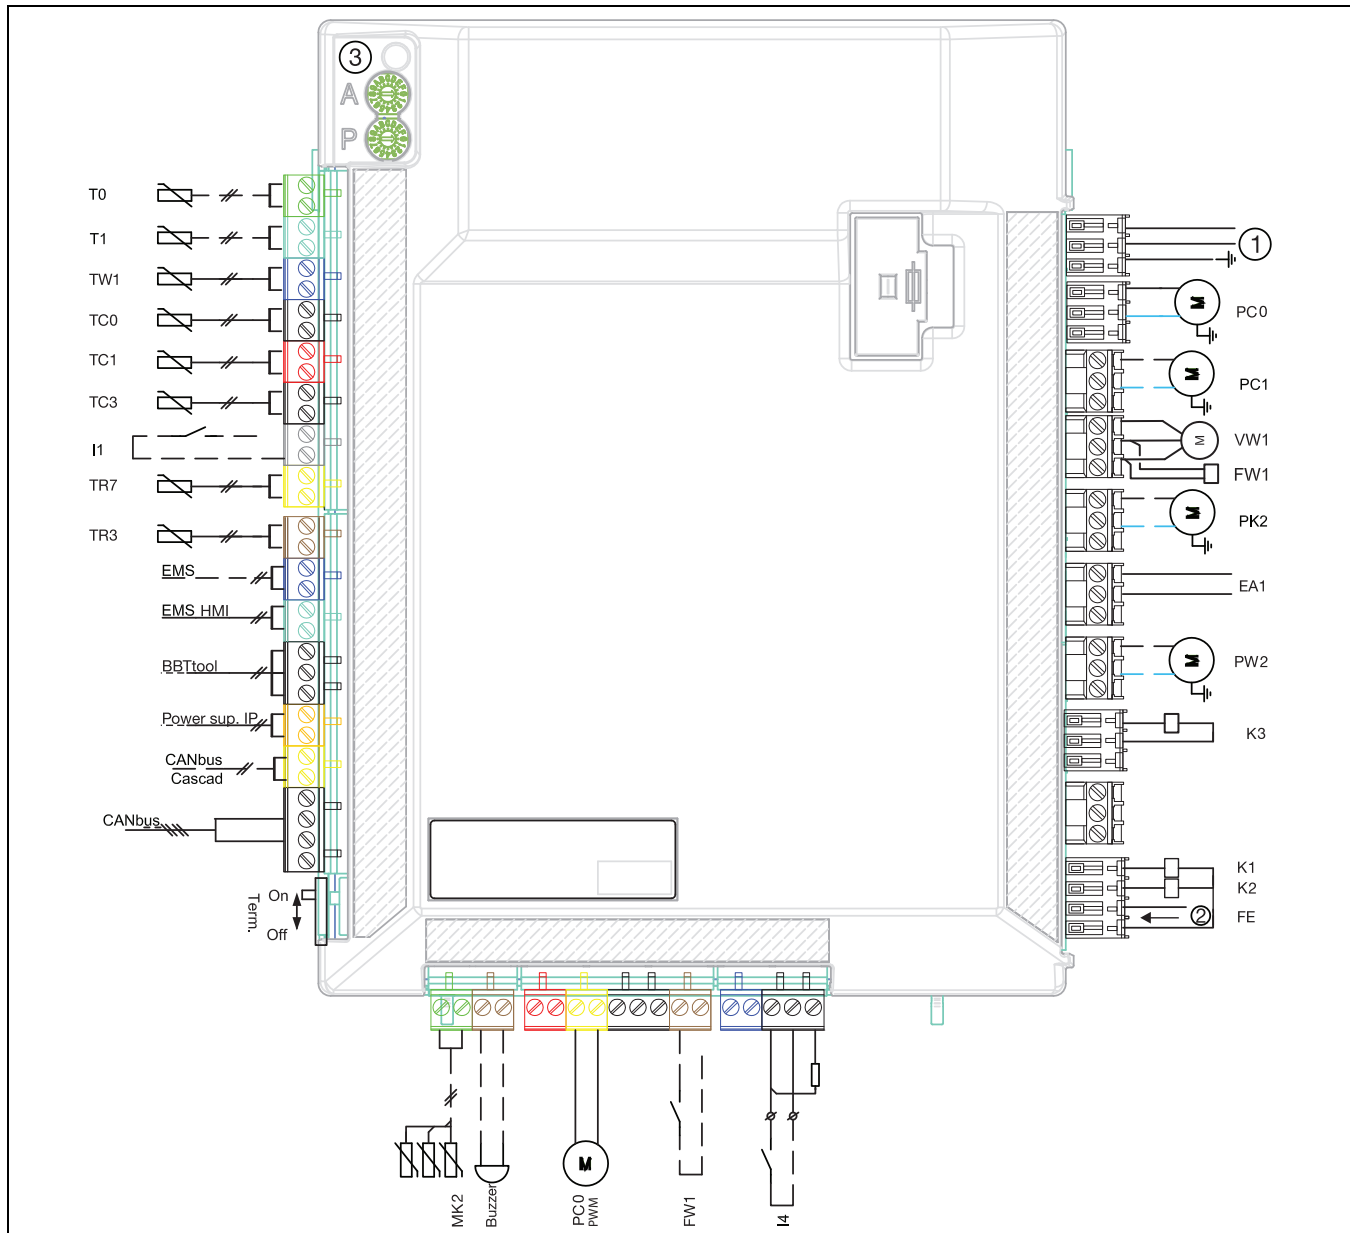 3
A
P
T0
T1
TW1
TC0
TC1
TC3
I1
TR7
TR3
EMS
EMS HMI
BBTtool
Power sup. IP
CANbus
Cascad
CANbus
On
Term.
Off
1
M
PC0
M
PC1
M
VW1
FW1
M
PK2
EA1
M
PW2
K3
K1
K2
2
FE
MK2
Buzzer
M
PC0
PWM
FW1
I4